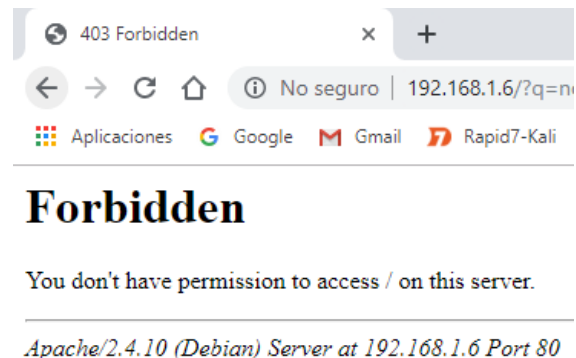 403 Forbidden
No seguro | 192.168.1.6/?q=n
Aplicaciones Google Gmail Rapid7-Kali
Forbidden
You don't have permission to access / on this server.
Apache/2.4.10 (Debian) Server at 192.168.1.6 Port 80